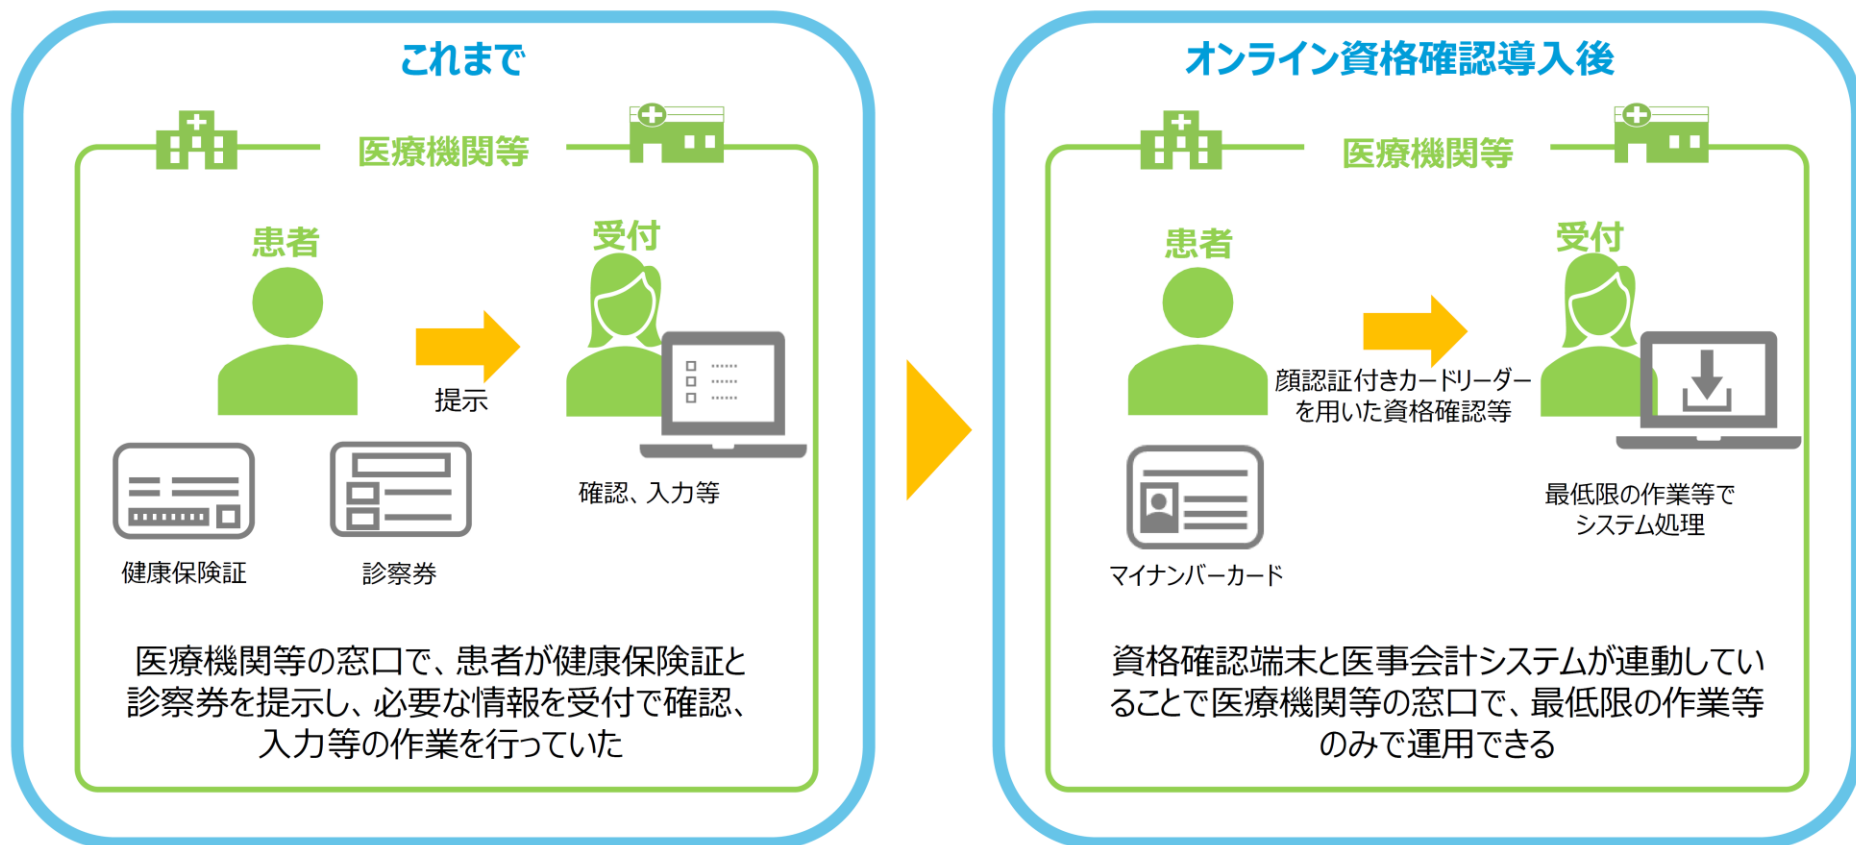 これまで
医療機関等
患者
受付
提示
確認、入力等
健康保険証
診察券
医療機関等の窓口で、患者が健康保険証と
診察券を提示し、必要な情報を受付で確認、
入力等の作業を行っていた
オンライン資格確認導入後
医療機関等
患者
受付
顔認証付きカードリーダー
を用いた資格確認等
最低限の作業等で
システム処理
マイナンバーカード
資格確認端末と医事会計システムが連動してい
ることで医療機関等の窓口で、最低限の作業等
のみで運用できる